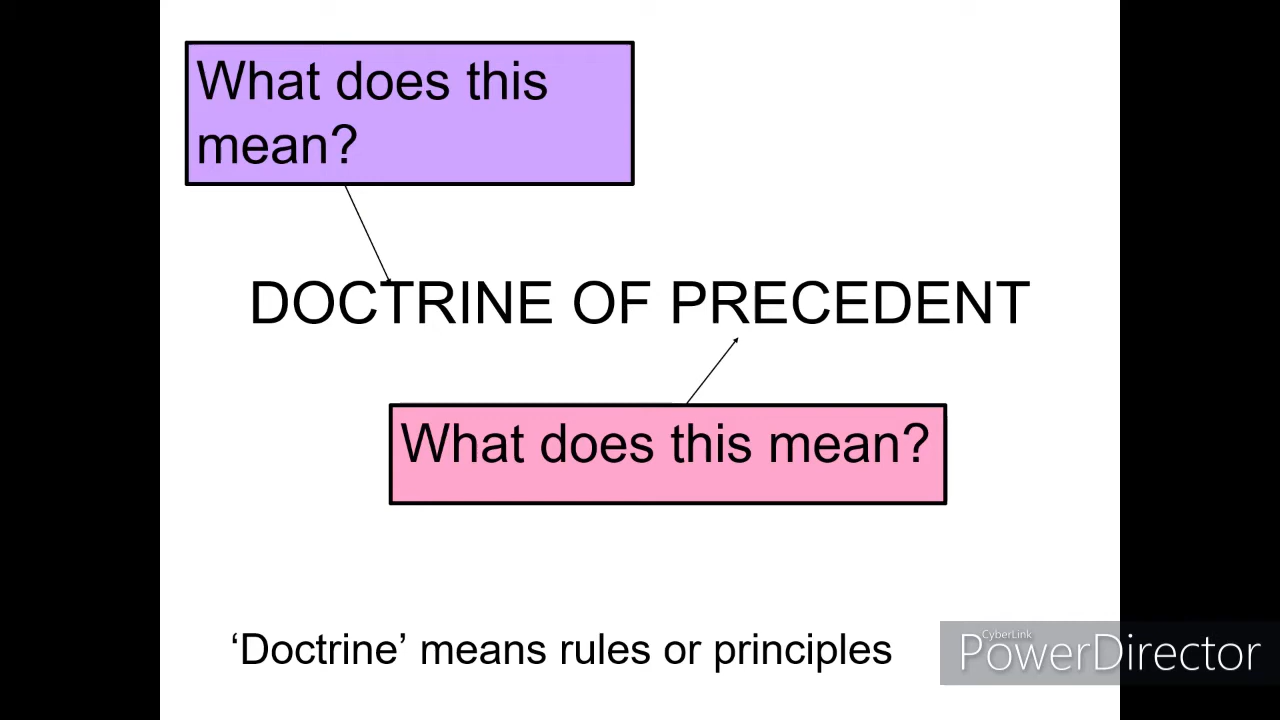 What does this
mean?
DOCTRINE OF PRECEDENT
What does this mean?
‘Doctrine’ means rules or principles
CyberLink
PowerDirector